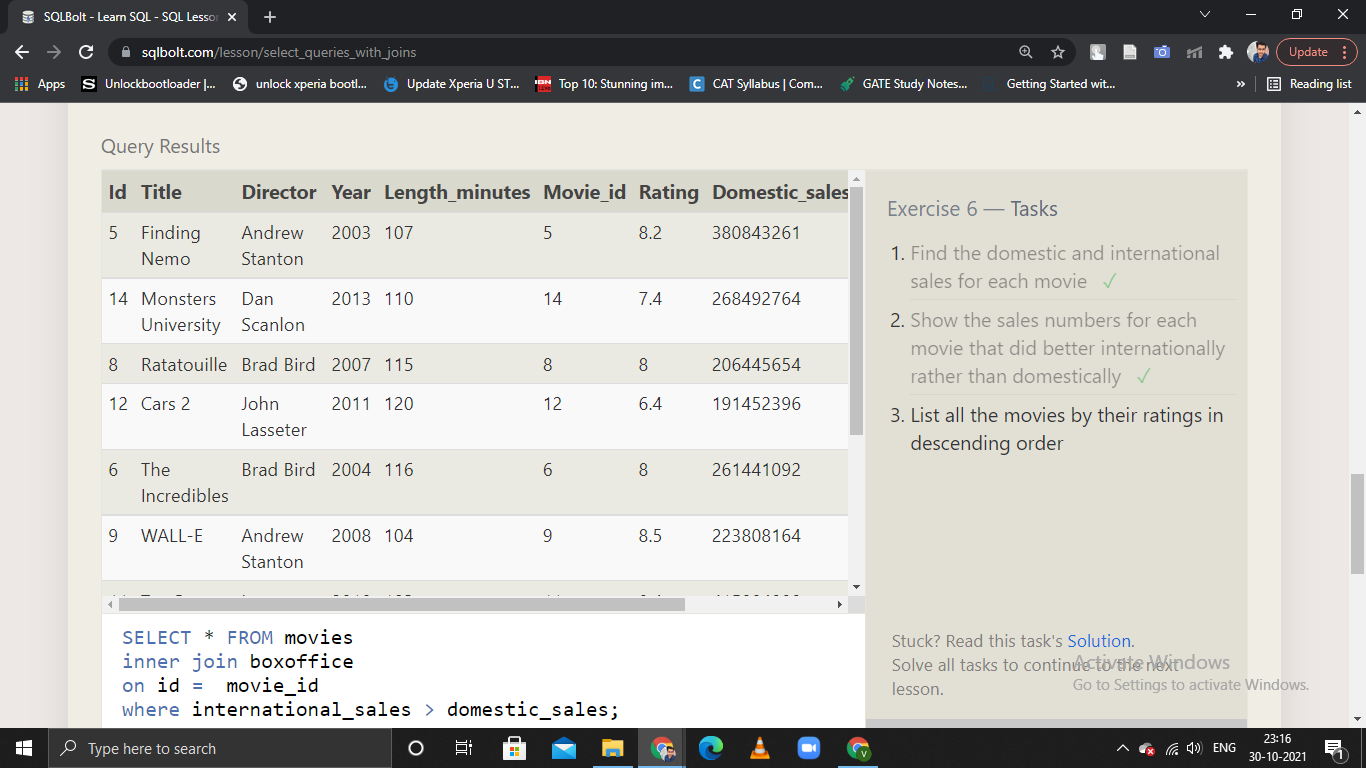 SQLBolt - Learn SQL - SQL Lesson
sqlbolt.com/lesson/select_queries_with_joins
Update
Apps
Unlockbootloader |...
unlock xperia bootl...
Update Xperia U ST...
Top 10: Stunning im...
CAT Syllabus | Com...
GATE Study Notes...
Getting Started wit...
»
Reading list
Query Results
Id Title Director Year Length_minutes Movie_id Rating Domestic_sales
5 Finding Nemo Andrew Stanton 2003 107 5 8.2 380843261
14 Monsters University Dan Scanlon 2013 110 14 7.4 268492764
8 Ratatouille Brad Bird 2007 115 8 8 206445654
12 Cars 2 John Lasseter 2011 120 12 6.4 191452396
6 The Incredibles Brad Bird 2004 116 6 8 261441092
9 WALL-E Andrew Stanton 2008 104 9 8.5 223808164
SELECT * FROM movies
inner join boxoffice
on id =  movie_id
where international_sales > domestic_sales;
Exercise 6 — Tasks
1. Find the domestic and international
sales for each movie ✓
2. Show the sales numbers for each
movie that did better internationally
rather than domestically ✓
3. List all the movies by their ratings in
descending order
Stuck? Read this task's Solution.
Solve all tasks to continue to the next
lesson.
Activate Windows
Go to Settings to activate Windows.
Type here to search
ENG
23:16
30-10-2021
1